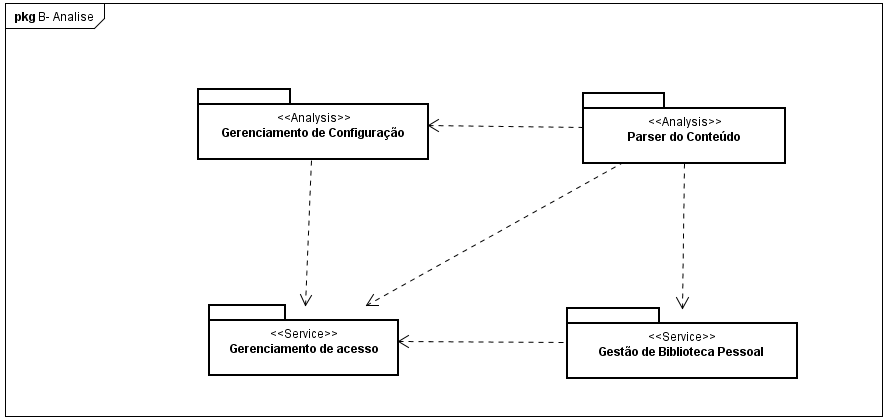 pkg B- Analise
<<Analysis>>
Gerenciamento de Configuração
<<Analysis>>
Parser do Conteúdo
<<Service>>
Gerenciamento de acesso
<<Service>>
Gestão de Biblioteca Pessoal